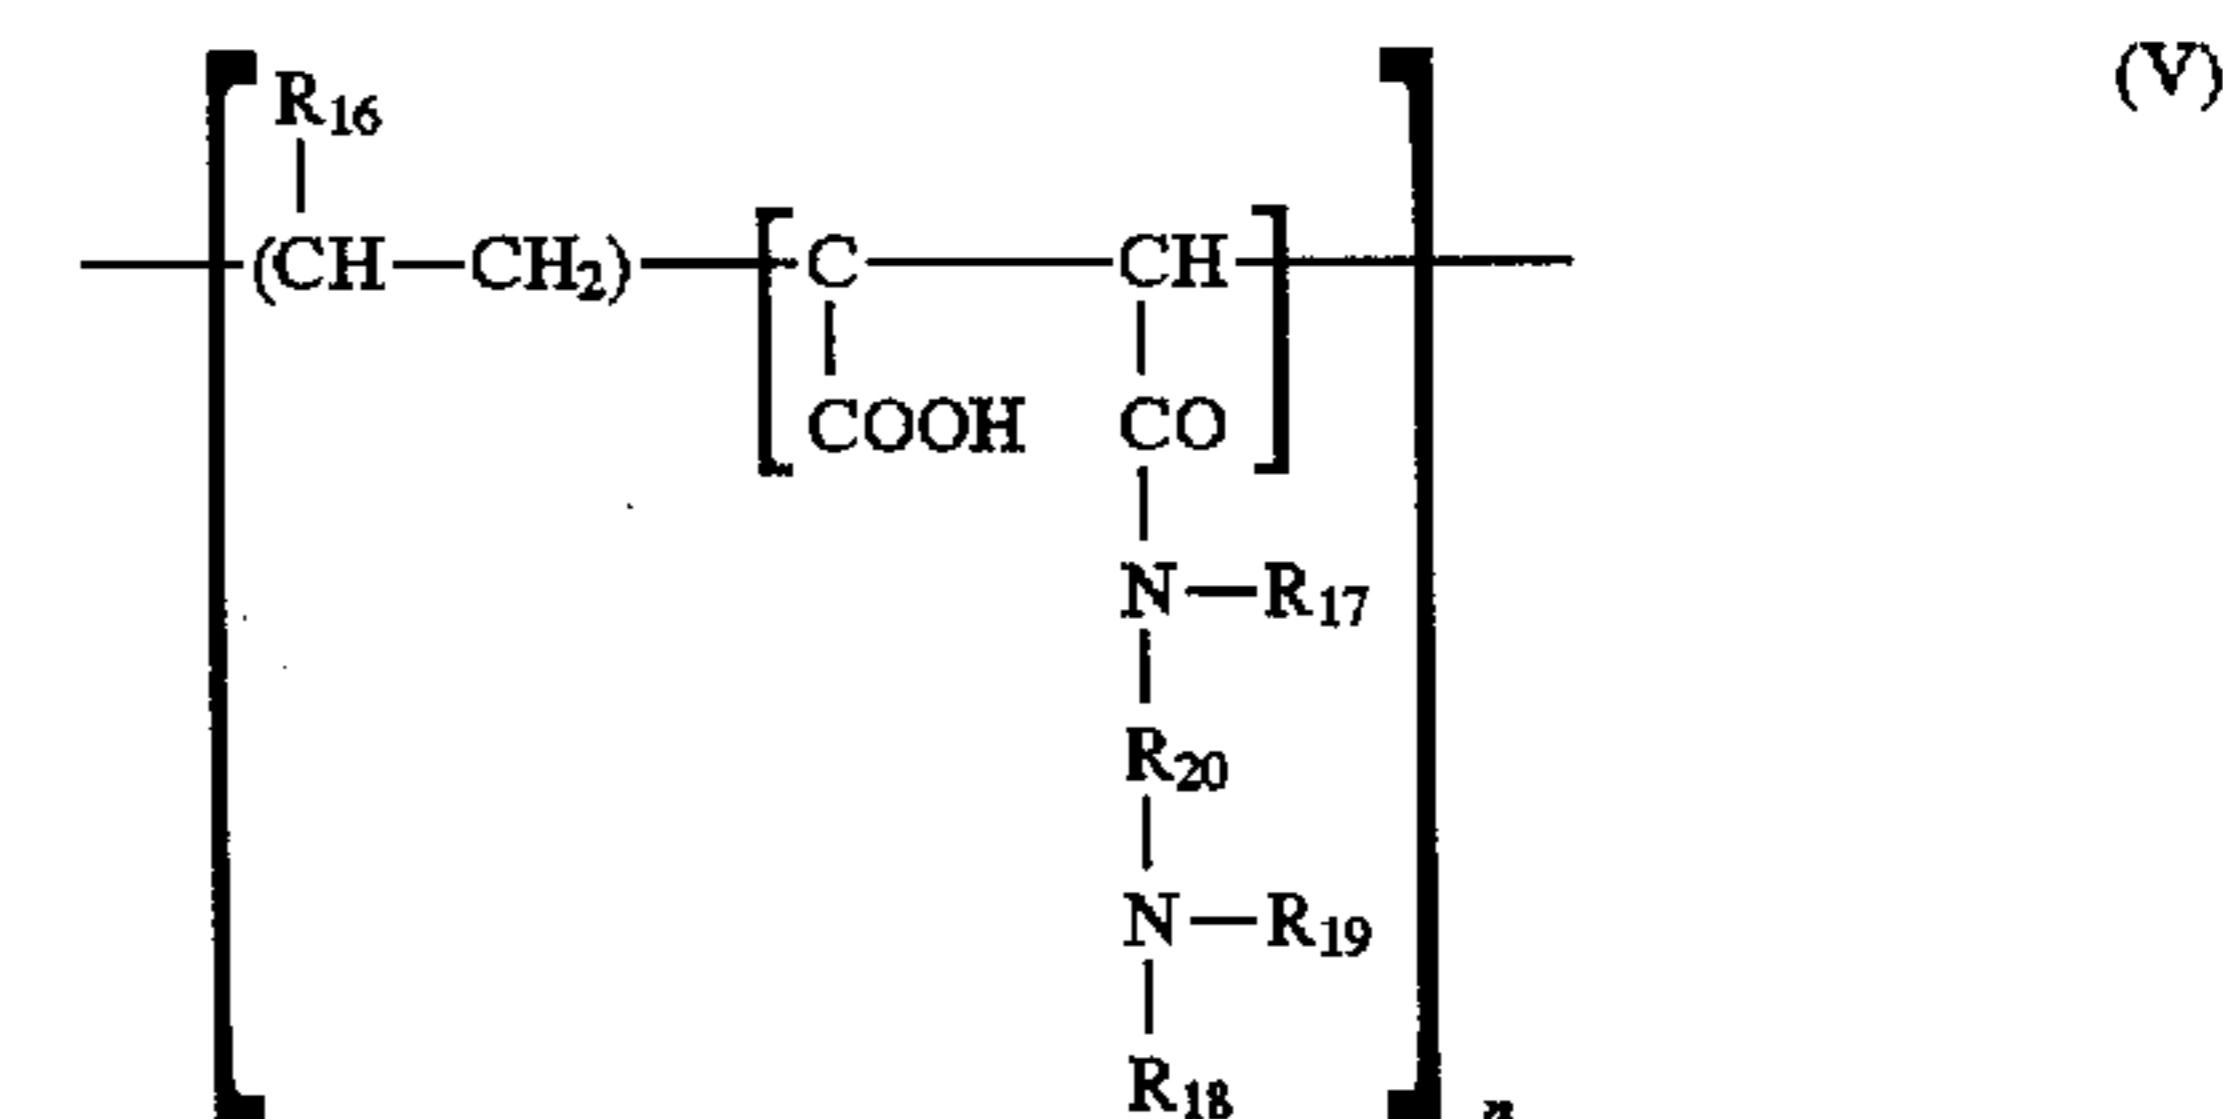 (V)
R16
(CH—CH2) C CH
COOH CO
N—R17
R20
N—R19
R18